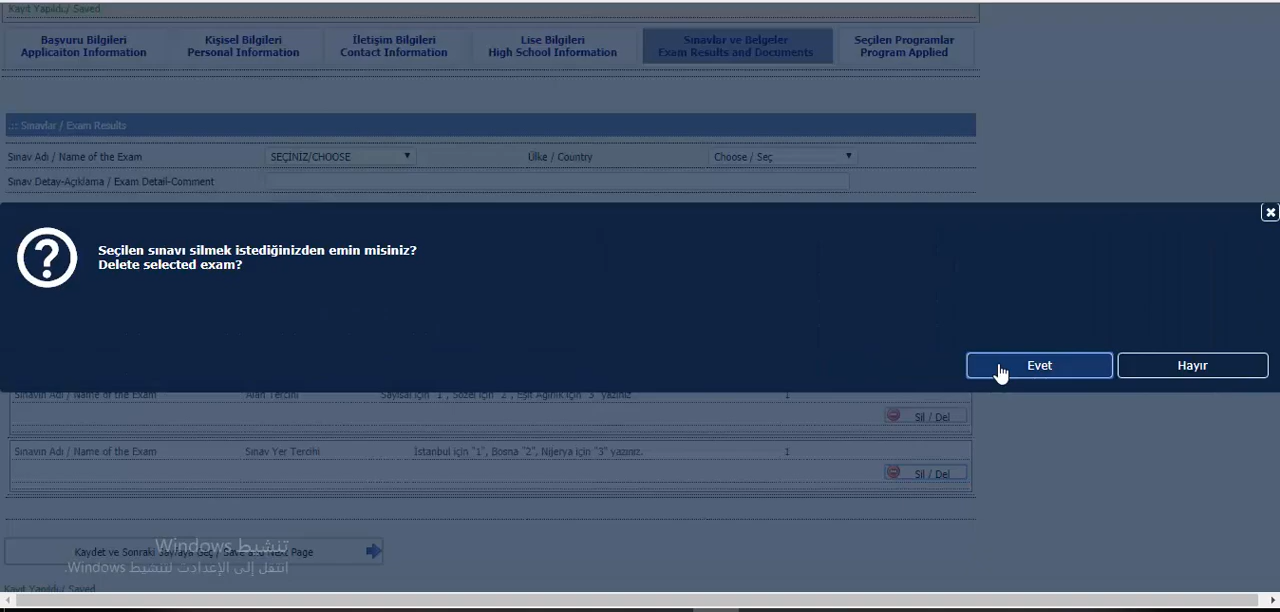 Kayıt Yapıldı./ Saved
Başvuru Bilgileri
Applicaiton Information
Kişisel Bilgileri
Personal Information
İletişim Bilgileri
Contact Information
Lise Bilgileri
High School Information
Sınavlar ve Belgeler
Exam Results and Documents
Seçilen Programlar
Program Applied
.:: Sınavlar / Exam Results
Sınav Adı / Name of the Exam
SEÇİNİZ/CHOOSE
Ülke / Country
Choose / Seç
Sınav Detay-Açıklama / Exam Detail-Comment
Seçilen sınavı silmek istediğinizden emin misiniz?
Delete selected exam?
Evet
Hayır
Sınavın Adı / Name of the Exam
Alan Tercihi
Sayısal için "1", Sözel için "2", Eşit Ağırlık için "3" yazınız
1
Sil / Del
Sınavın Adı / Name of the Exam
Sınav Yer Tercihi
İstanbul için "1", Bosna "2", Nijerya için "3" yazınız.
1
Sil / Del
Kaydet ve Sonraki Sayfaya Geç / Save and Next Page
تنشيط Windows
انتقل إلى الإعدادات لتنشيط Windows.
Kayıt Yapıldı./ Saved